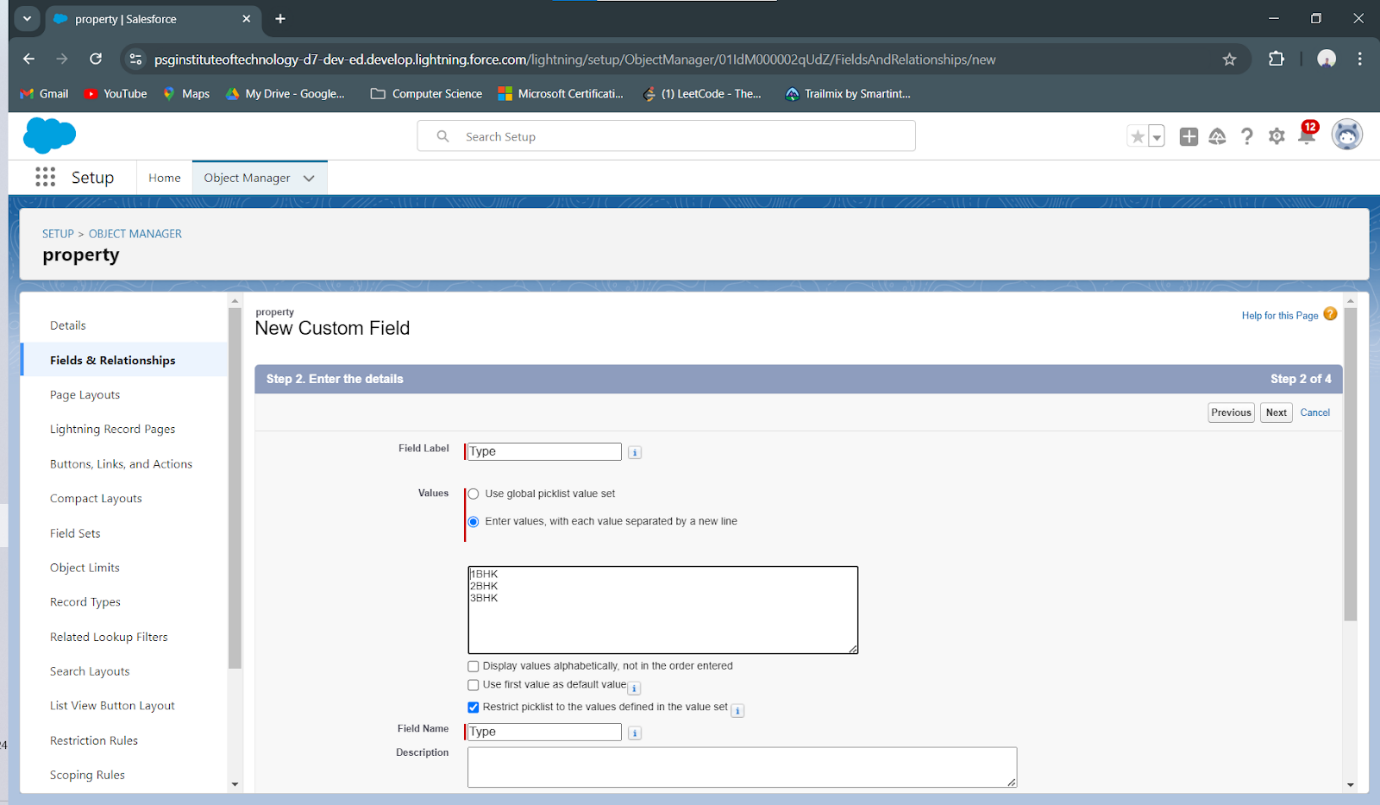 property | Salesforce
psginstituteoftechnology-d7-dev-ed.develop.lightning.force.com/lightning/setup/ObjectManager/01IdM000002qUdZ/FieldsAndRelationships/new
Gmail YouTube Maps My Drive - Google... Computer Science Microsoft Certificati... (1) LeetCode - The... Trailmix by Smartint...
Search Setup
12
Setup Home Object Manager
SETUP > OBJECT MANAGER
property
Details
Fields & Relationships
Page Layouts
Lightning Record Pages
Buttons, Links, and Actions
Compact Layouts
Field Sets
Object Limits
Record Types
Related Lookup Filters
Search Layouts
List View Button Layout
Restriction Rules
Scoping Rules
24
property
New Custom Field
Help for this Page ?
Step 2. Enter the details Step 2 of 4
Previous Next Cancel
Field Label Type i
Values Use global picklist value set
Enter values, with each value separated by a new line
1BHK
2BHK
3BHK
Display values alphabetically, not in the order entered
Use first value as default value i
Restrict picklist to the values defined in the value set i
Field Name Type i
Description